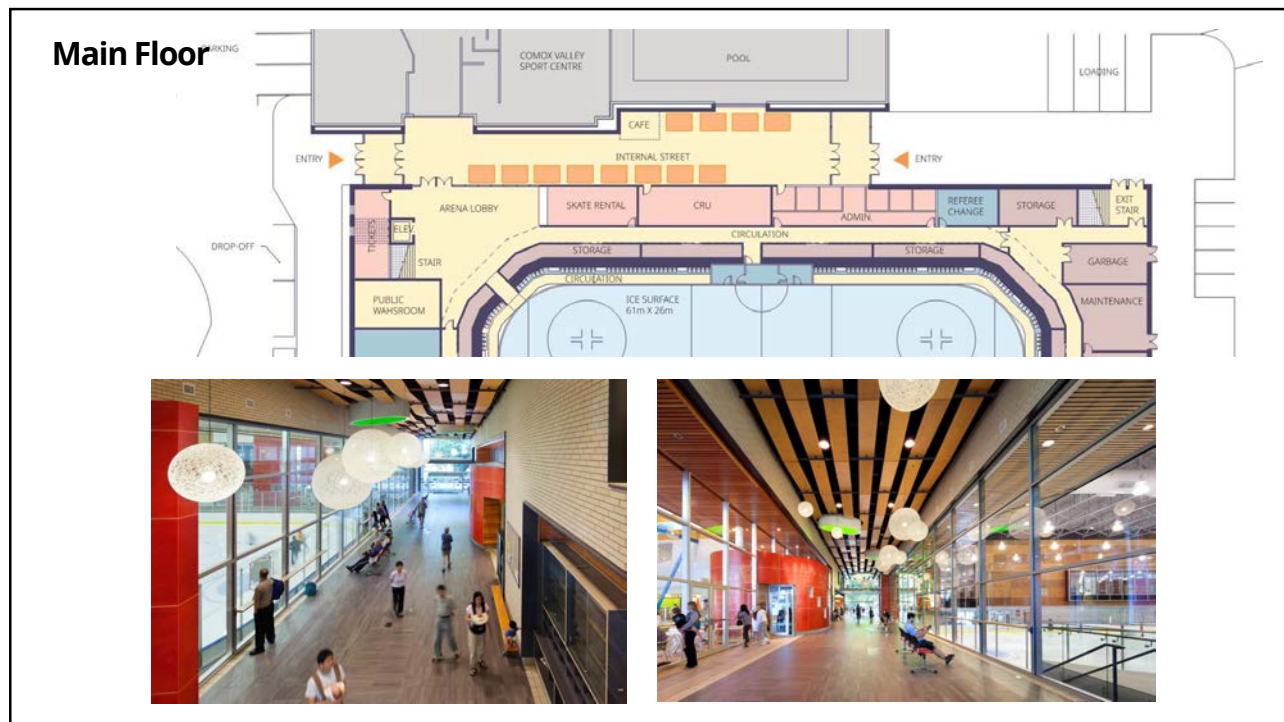 Main Floor
PARKING
COMOX VALLEY
SPORT CENTRE
POOL
LOADING
CAFE
ENTRY
INTERNAL STREET
ENTRY
ARENA LOBBY
SKATE RENTAL
CRU
ADMIN.
REFEREE
CHANGE
STORAGE
EXIT
STAIR
TICKETS
ELEV
CIRCULATION
DROP-OFF
STAIR
STORAGE
STORAGE
GARBAGE
CIRCULATION
PUBLIC
WAHSROOM
ICE SURFACE
61m X 26m
MAINTENANCE